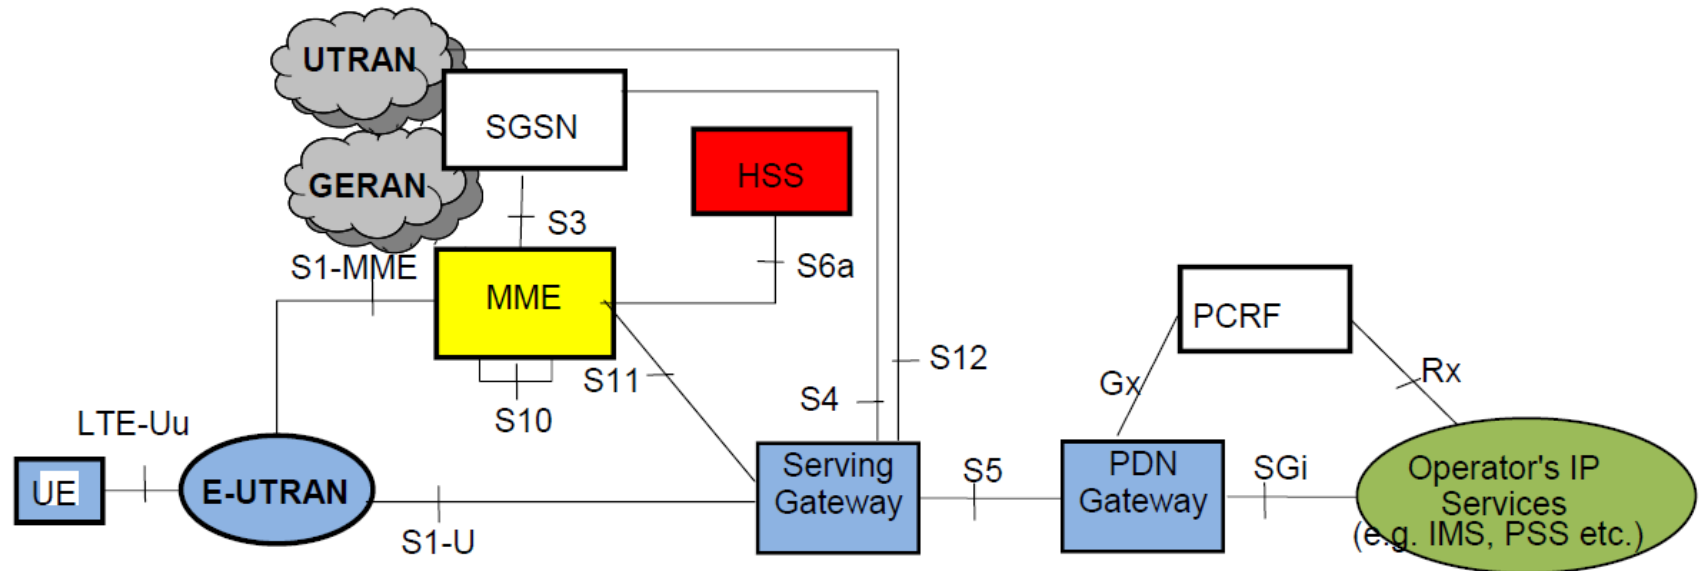 UTRAN
SGSN
HSS
GERAN
S3
S1-MME
S6a
MME
PCRF
S12
S11
Gx
Rx
S4
S10
LTE-Uu
Serving
Gateway
PDN
Gateway
S5
SGi
Operator's IP
Services
(e.g. IMS, PSS etc.)
UE
E-UTRAN
S1-U